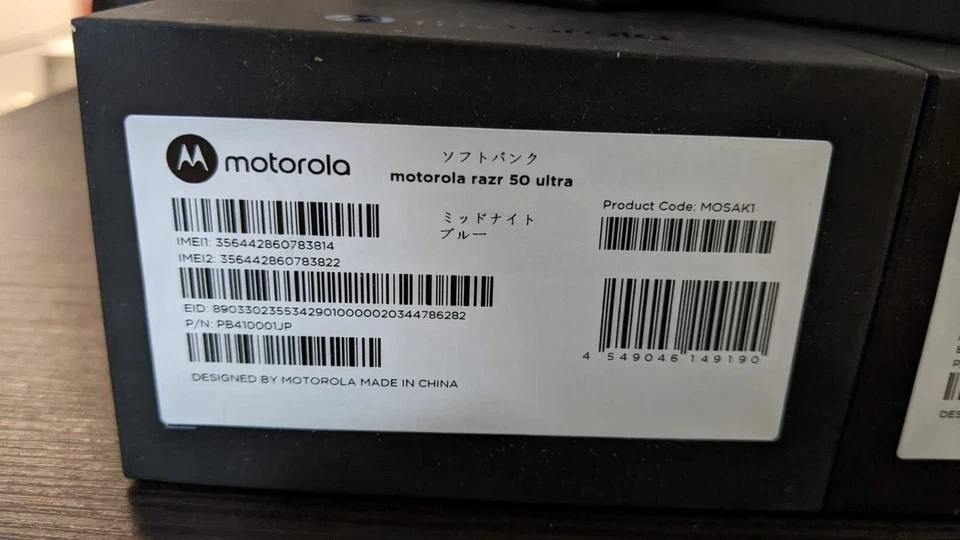 motorola
motorola
ソフトバンク
motorola razr 50 ultra
ミッドナイト
ブルー
Product Code: MOSAK1
IMEI1: 356442860783814
IMEI2: 356442860783822
EID: 89033023553429010000020344786282
P/N: PB410001JP
4 549046 149190
DESIGNED BY MOTOROLA MADE IN CHINA